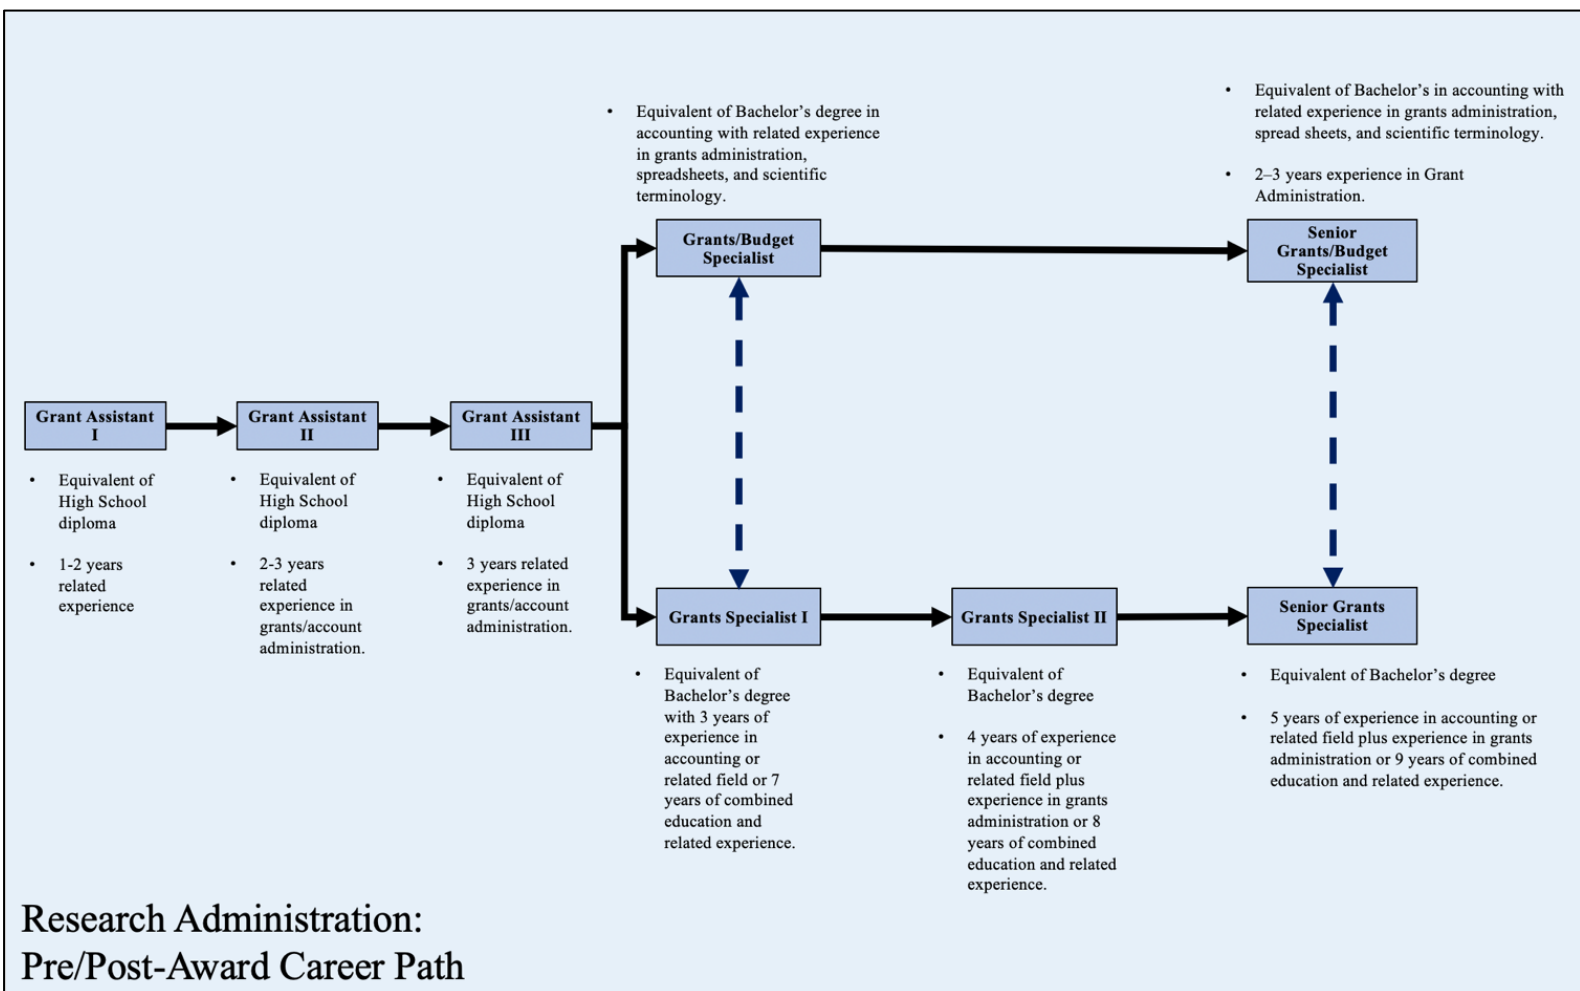 • Equivalent of Bachelor’s degree in
accounting with related experience
in grants administration,
spreadsheets, and scientific
terminology.
• Equivalent of Bachelor’s in accounting with
related experience in grants administration,
spread sheets, and scientific terminology.
• 2–3 years experience in Grant
Administration.
Grants/Budget
Specialist
Senior
Grants/Budget
Specialist
Grant Assistant
I
Grant Assistant
II
Grant Assistant
III
• Equivalent of
High School
diploma
• 1-2 years
related
experience
• Equivalent of
High School
diploma
• 2-3 years
related
experience in
grants/account
administration.
• Equivalent of
High School
diploma
• 3 years related
experience in
grants/account
administration.
Grants Specialist I
Grants Specialist II
Senior Grants
Specialist
• Equivalent of
Bachelor’s degree
with 3 years of
experience in
accounting or
related field or 7
years of combined
education and
related experience.
• Equivalent of
Bachelor’s degree
• 4 years of experience
in accounting or
related field plus
experience in grants
administration or 8
years of combined
education and related
experience.
• Equivalent of Bachelor’s degree
• 5 years of experience in accounting or
related field plus experience in grants
administration or 9 years of combined
education and related experience.
Research Administration:
Pre/Post-Award Career Path